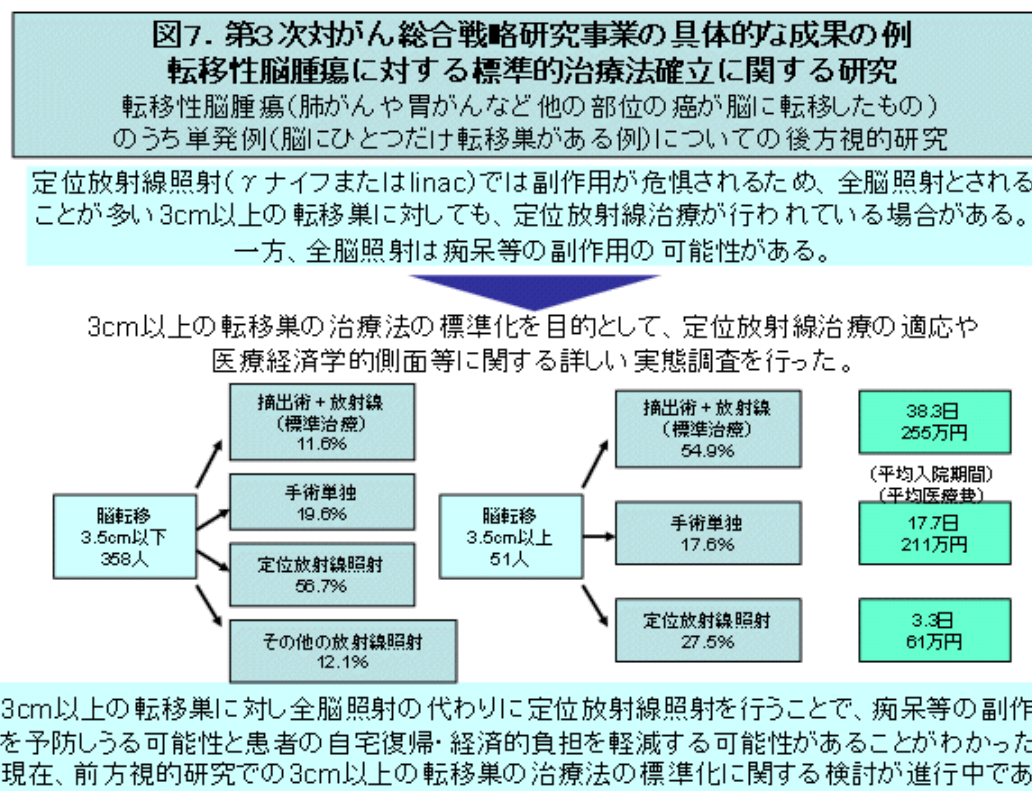 図7. 第3次対がん総合戦略研究事業の具体的な成果の例
転移性脳腫瘍に対する標準的治療法確立に関する研究
転移性脳腫瘍(肺がんや胃がんなど他の部位の癌が脳に転移したもの)
のうち単発例(脳にひとつだけ転移巣がある例)についての後方視的研究
定位放射線照射(γナイフまたはlinac)では副作用が危惧されるため、全脳照射とされる
ことが多い3cm以上の転移巣に対しても、定位放射線治療が行われている場合がある。
一方、全脳照射は痴呆等の副作用の可能性がある。
3cm以上の転移巣の治療法の標準化を目的として、定位放射線治療の適応や
医療経済学的側面等に関する詳しい実態調査を行った。
脳転移
3.5cm以下
358人
摘出術+放射線
(標準治療)
11.6%
手術単独
19.6%
定位放射線照射
56.7%
その他の放射線照射
12.1%
脳転移
3.5cm以上
51人
摘出術+放射線
(標準治療)
54.9%
手術単独
17.6%
定位放射線照射
27.5%
38.3日
255万円
(平均入院期間)
(平均医療費)
17.7日
211万円
3.3日
61万円
3cm以上の転移巣に対し全脳照射の代わりに定位放射線照射を行うことで、痴呆等の副作
を予防しうる可能性と患者の自宅復帰・経済的負担を軽減する可能性があることがわかった
現在、前方視的研究での3cm以上の転移巣の治療法の標準化に関する検討が進行中であ